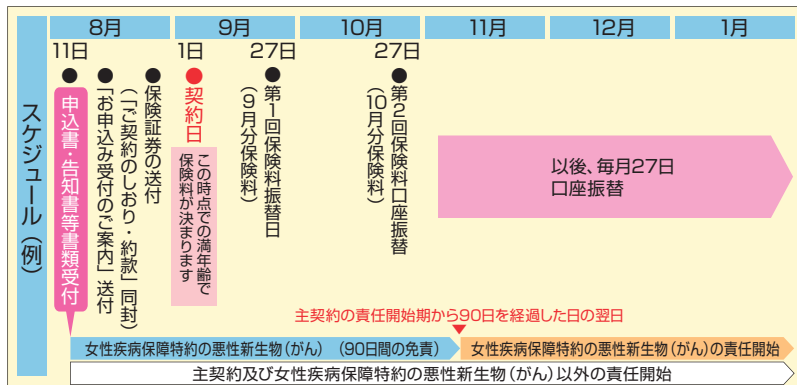 スケジュール（例）
8月
9月
10月
11月
12月
1月
11日
1日
27日
27日
申込書・告知書等書類受付
「お申込み受付のご案内」送付
（「ご契約のしおり・約款」同封）
保険証券の送付
契約日
この時点での満年齢で
保険料が決まります
第1回保険料振替日
（9月分保険料）
第2回保険料口座振替
（10月分保険料）
以後、毎月27日
口座振替
主契約の責任開始期から90日を経過した日の翌日
女性疾病保障特約の悪性新生物（がん）（90日間の免責）
女性疾病保障特約の悪性新生物（がん）の責任開始
主契約及び女性疾病保障特約の悪性新生物（がん）以外の責任開始